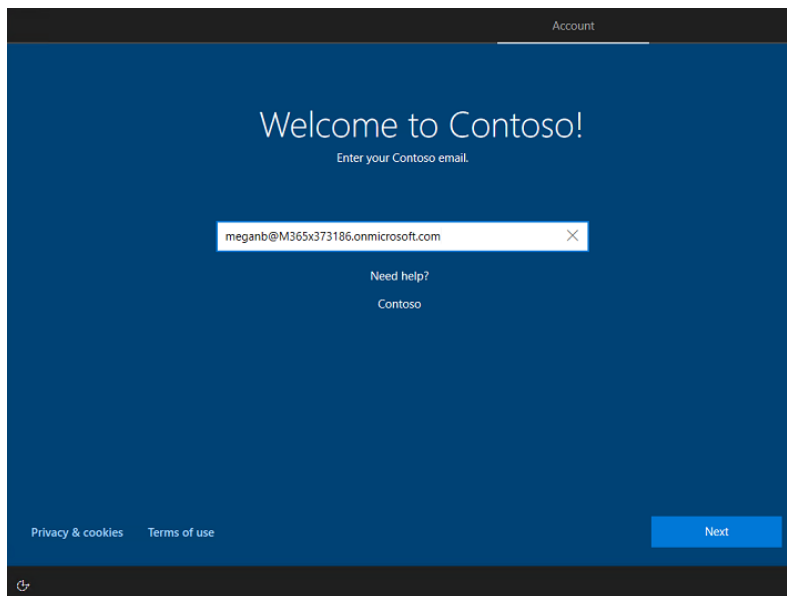 Account
Welcome to Contoso!
Enter your Contoso email.
meganb@M365x373186.onmicrosoft.com
Need help?
Contoso
Privacy & cookies
Terms of use
Next